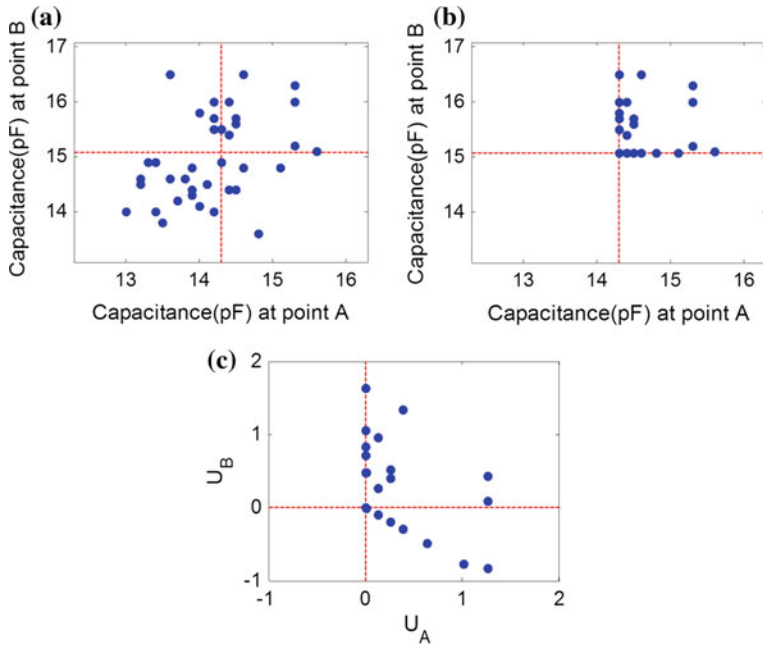 (a)
Capacitance(pF) at point B
17
16
15
14
13 14 15 16
Capacitance(pF) at point A
(b)
Capacitance(pF) at point B
17
16
15
14
13 14 15 16
Capacitance(pF) at point A
(c)
U_B
2
1
0
-1
-1 0 1 2
U_A